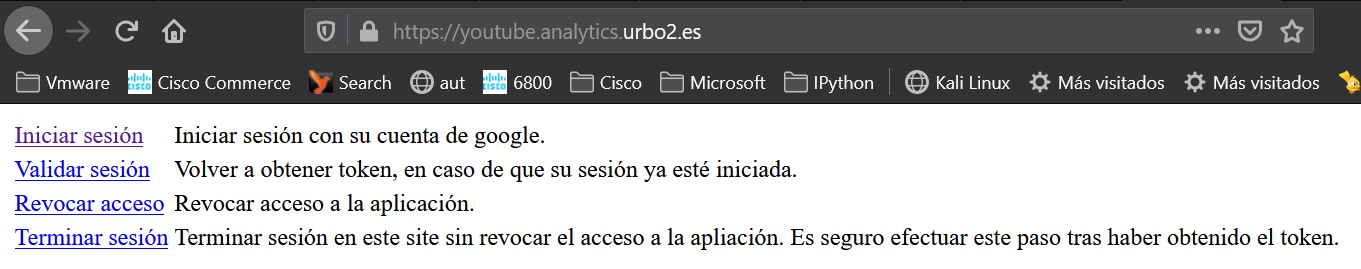 https://youtube.analytics.urbo2.es
Vmware Cisco Commerce Search aut 6800 Cisco Microsoft IPython Kali Linux Más visitados Más visitados
Iniciar sesión Iniciar sesión con su cuenta de google.
Validar sesión Volver a obtener token, en caso de que su sesión ya esté iniciada.
Revocar acceso Revocar acceso a la aplicación.
Terminar sesión Terminar sesión en este site sin revocar el acceso a la apliación. Es seguro efectuar este paso tras haber obtenido el token.